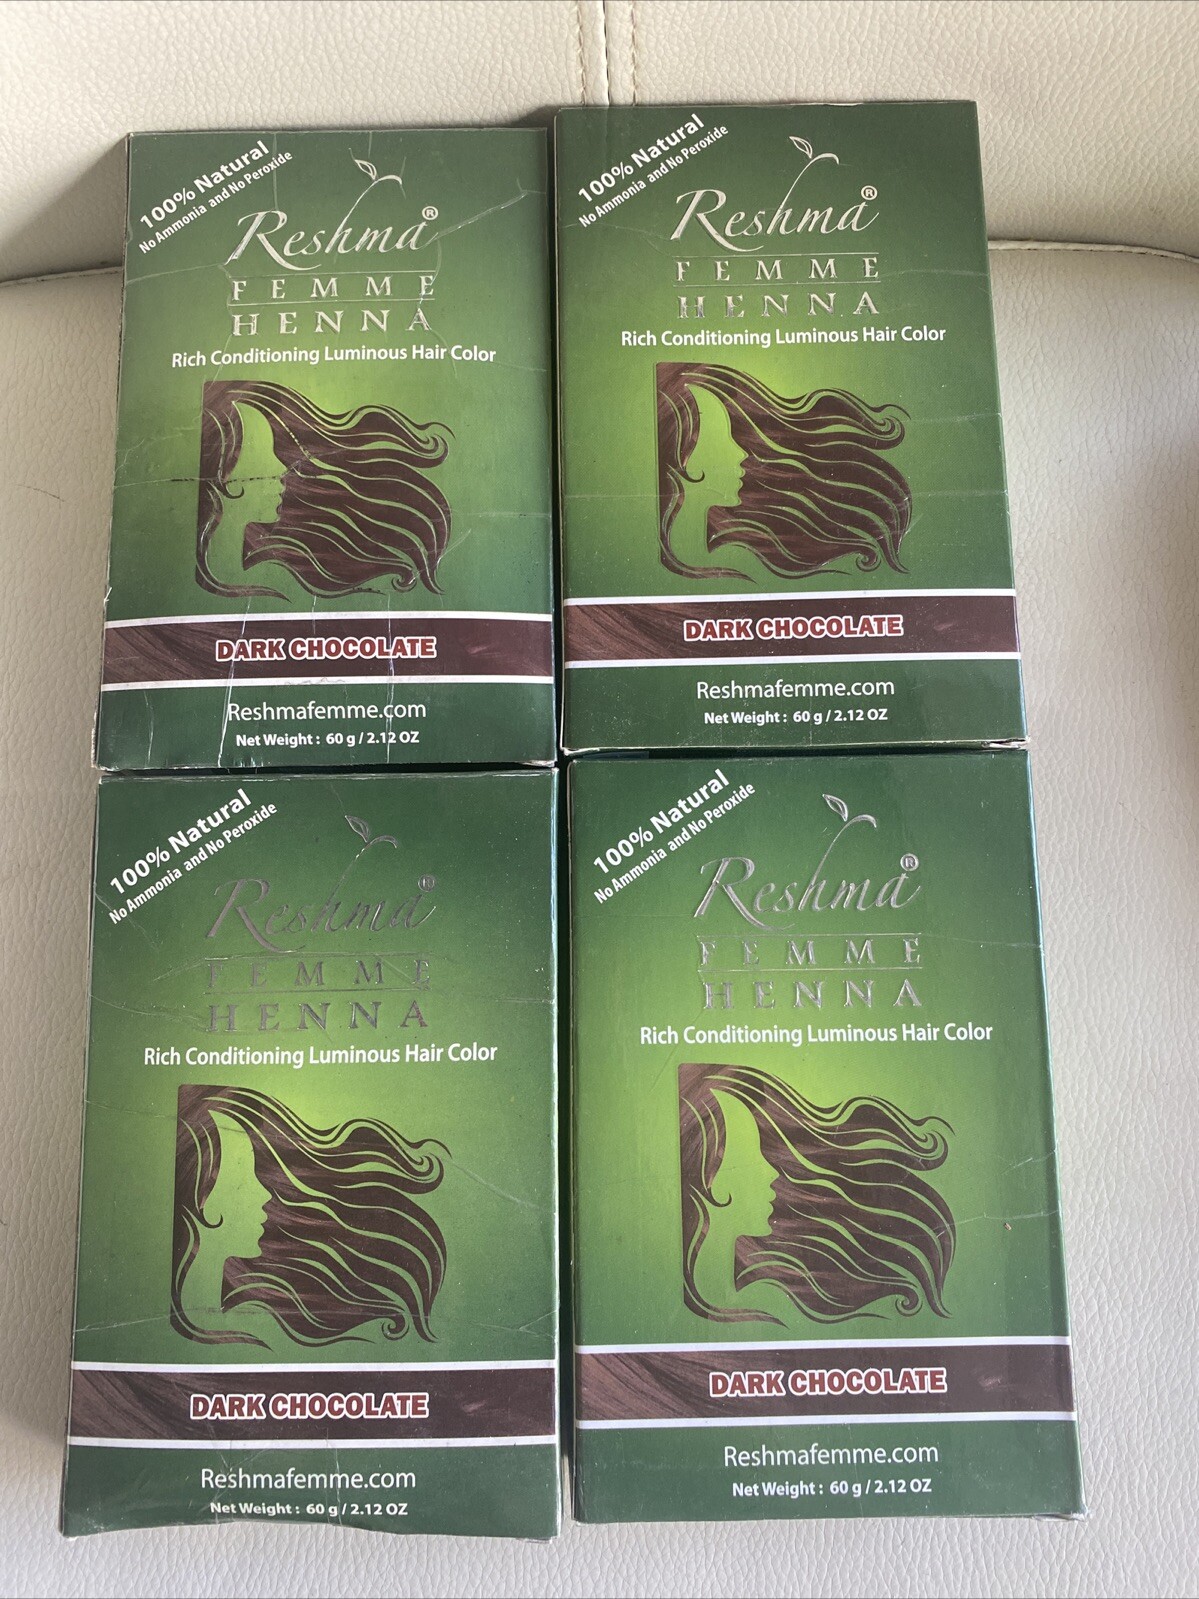 100% Natural
No Ammonia and No Peroxide
Reshma®
FEMME
HENNA
Rich Conditioning Luminous Hair Color
DARK CHOCOLATE
Reshmafemme.com
Net Weight : 60 g / 2.12 OZ
100% Natural
No Ammonia and No Peroxide
Reshma®
FEMME
HENNA
Rich Conditioning Luminous Hair Color
DARK CHOCOLATE
Reshmafemme.com
Net Weight : 60 g / 2.12 OZ
100% Natural
No Ammonia and No Peroxide
Reshma®
FEMME
HENNA
Rich Conditioning Luminous Hair Color
DARK CHOCOLATE
Reshmafemme.com
Net Weight : 60 g / 2.12 OZ
100% Natural
No Ammonia and No Peroxide
Reshma®
FEMME
HENNA
Rich Conditioning Luminous Hair Color
DARK CHOCOLATE
Reshmafemme.com
Net Weight : 60 g / 2.12 OZ